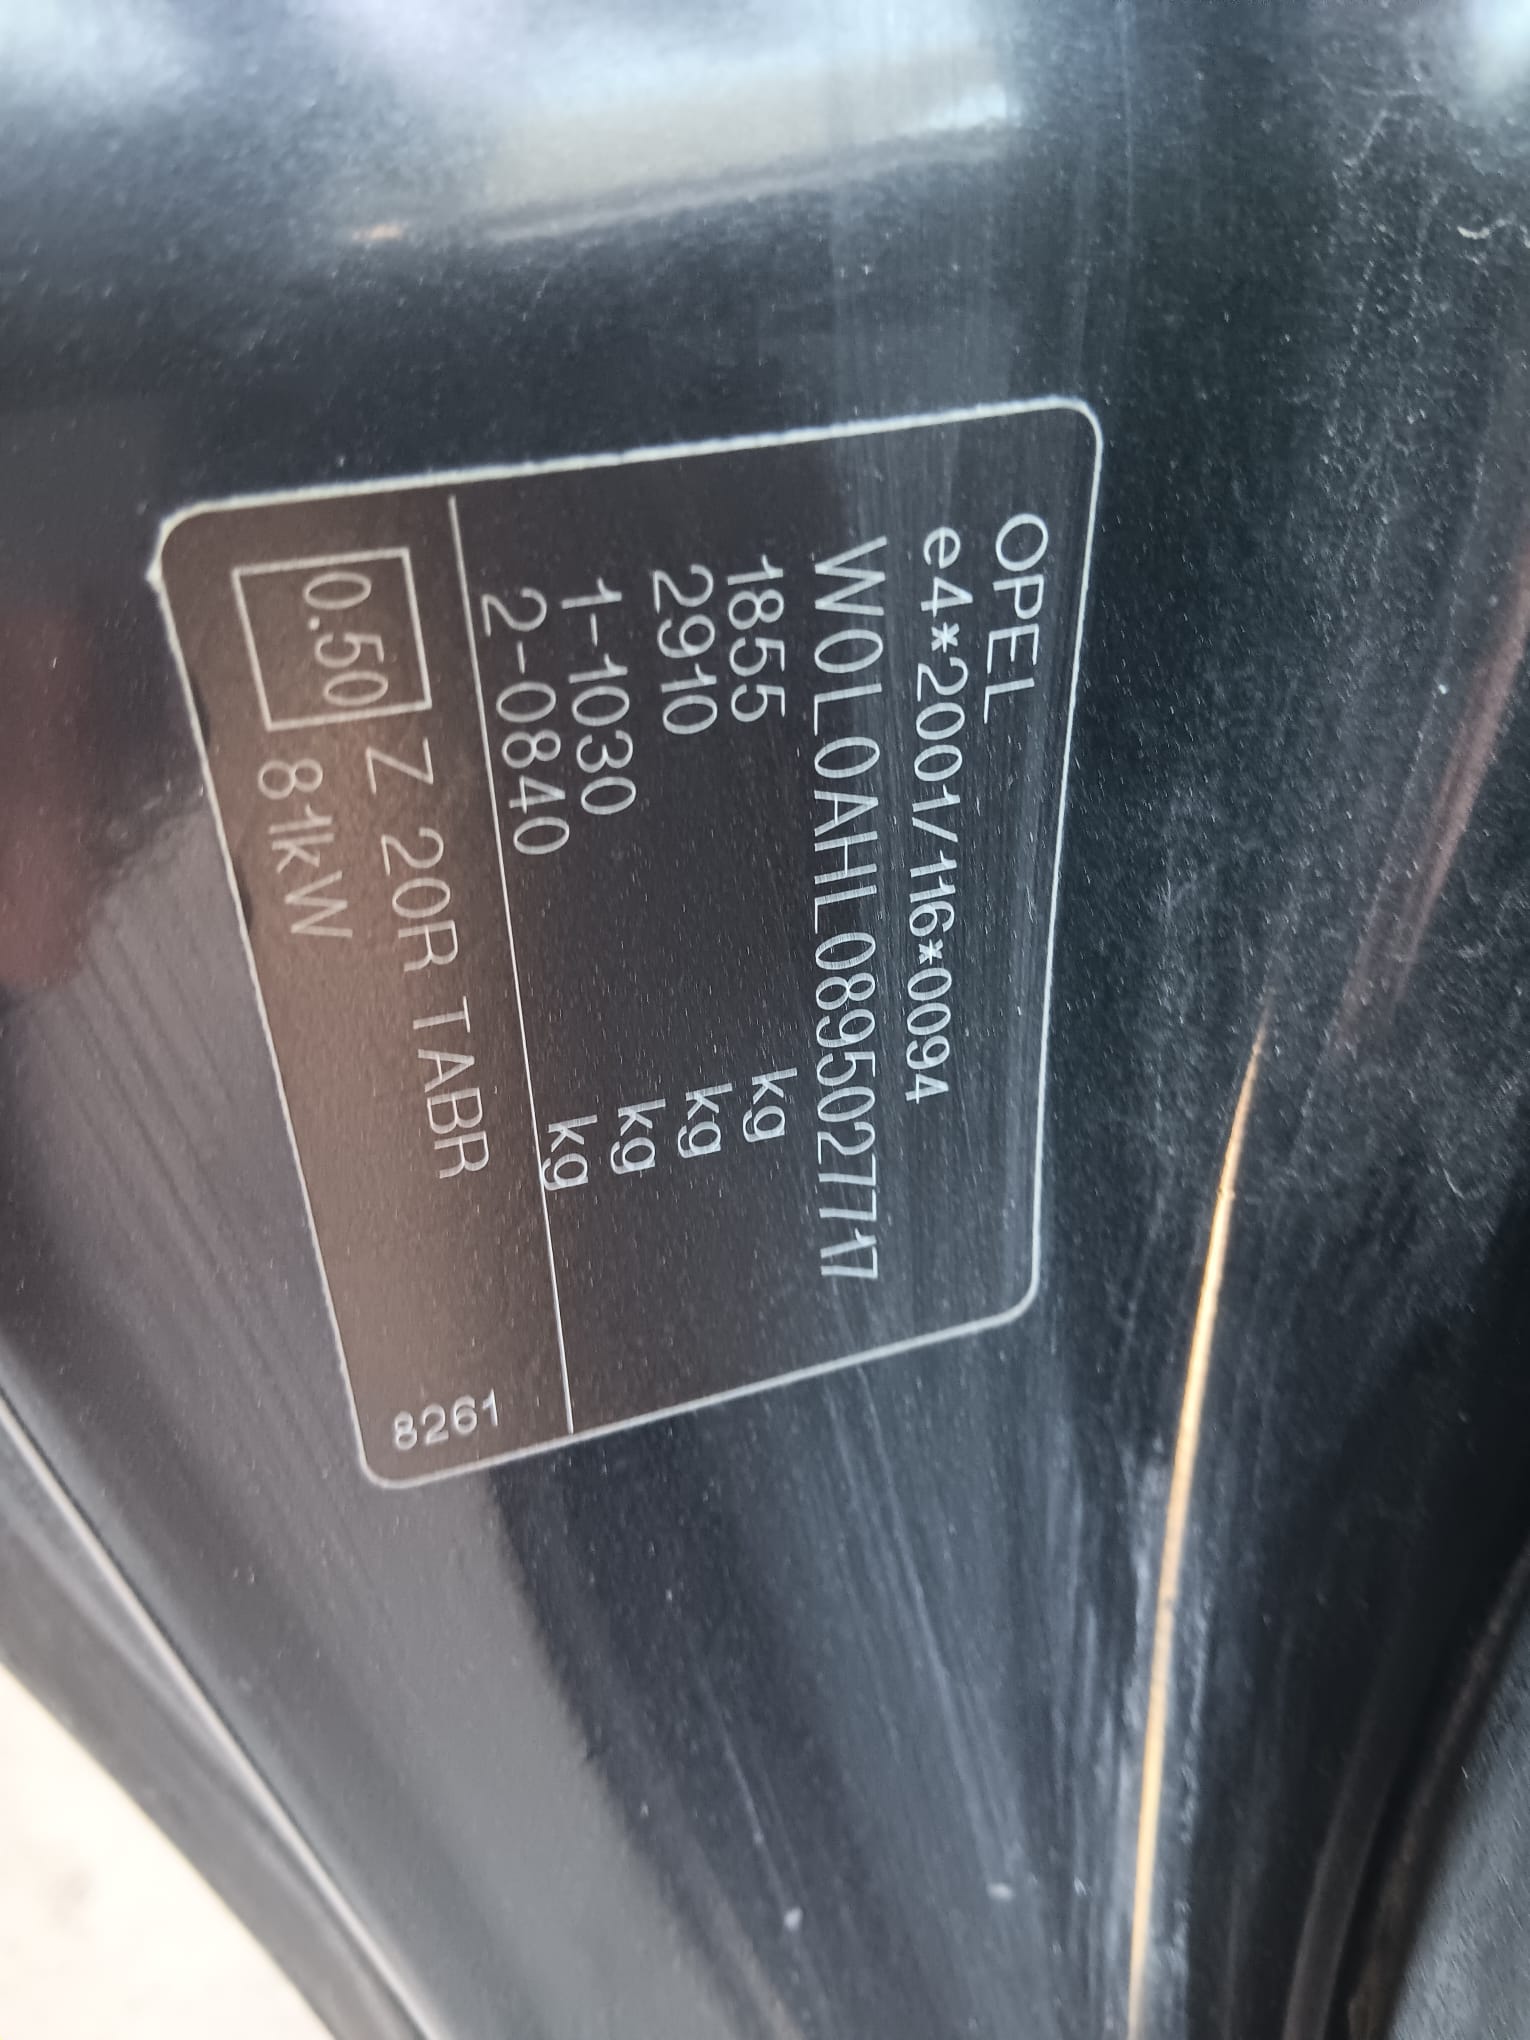 OPEL
e4*2001/116*0094
W0L0AHL0895027717
1855 kg
2910 kg
1-1030 kg
2-0840 kg
0.50 Z 20R TABR
81kW
8261